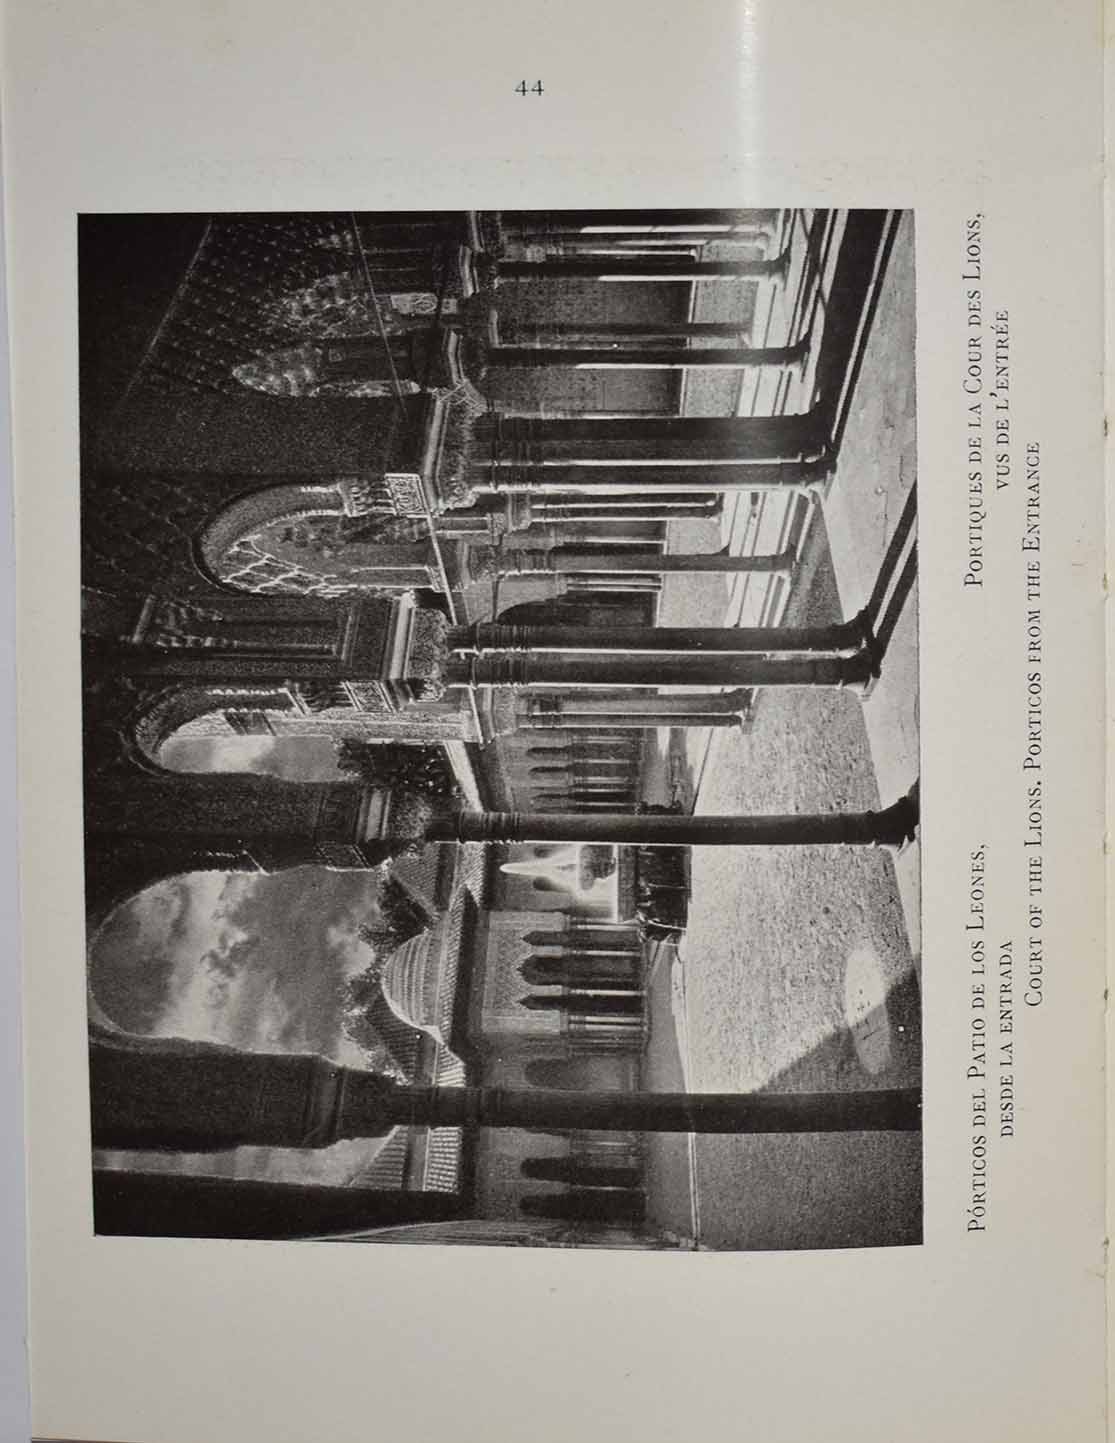 44
PÓRTICOS DEL PATIO DE LOS LEONES,
DESDE LA ENTRADA
PORTIQUES DE LA COUR DES LIONS,
VUS DE L'ENTRÉE
COURT OF THE LIONS. PORTICOS FROM THE ENTRANCE